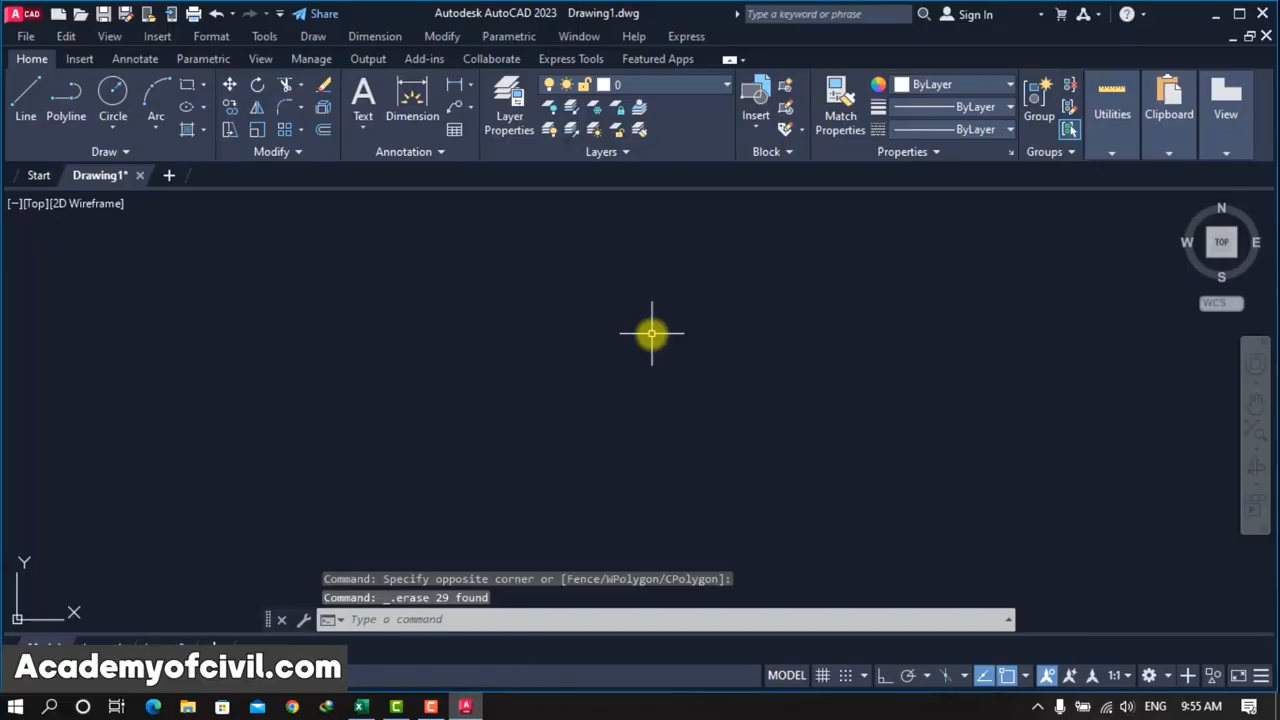 CAD
Share
Autodesk AutoCAD 2023 Drawing1.dwg
Type a keyword or phrase
Sign In
File Edit View Insert Format Tools Draw Dimension Modify Parametric Window Help Express
Home Insert Annotate Parametric View Manage Output Add-ins Collaborate Express Tools Featured Apps
0
ByLayer
ByLayer
ByLayer
Line Polyline Circle Arc
Text Dimension
Layer Properties
Insert
Match Properties
Group
Utilities Clipboard View
Draw Modify Annotation Layers Block Properties Groups
Start Drawing1* +
[−][Top][2D Wireframe]
N
W TOP E
S
WCS
Y
X
Command: Specify opposite corner or [Fence/WPolygon/CPolygon]:
Command: _.erase 29 found
Type a command
Academyofcivil.com
MODEL
1:1
ENG 9:55 AM